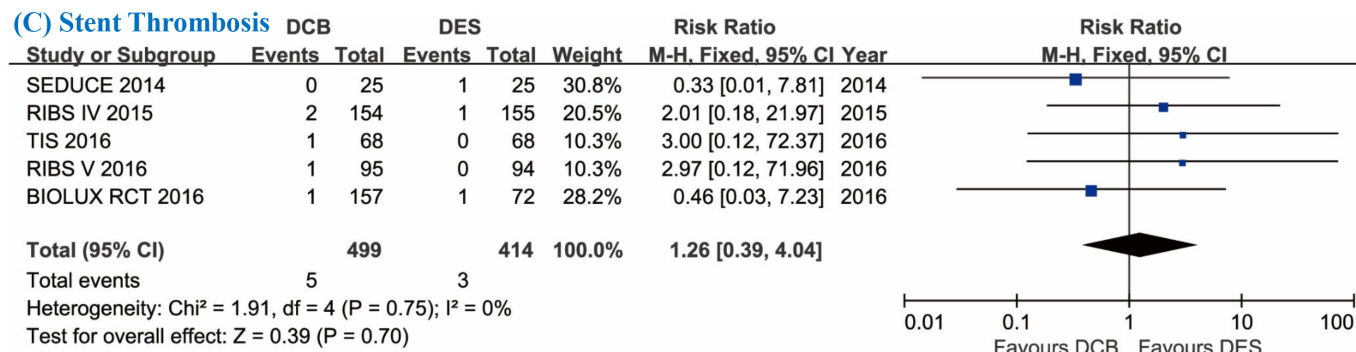 (C) Stent Thrombosis DCB DES Risk Ratio Risk Ratio
Study or Subgroup Events Total Events Total Weight M-H, Fixed, 95% CI Year M-H, Fixed, 95% CI
SEDUCE 2014 0 25 1 25 30.8% 0.33 [0.01, 7.81] 2014
RIBS IV 2015 2 154 1 155 20.5% 2.01 [0.18, 21.97] 2015
TIS 2016 1 68 0 68 10.3% 3.00 [0.12, 72.37] 2016
RIBS V 2016 1 95 0 94 10.3% 2.97 [0.12, 71.96] 2016
BIOLUX RCT 2016 1 157 1 72 28.2% 0.46 [0.03, 7.23] 2016
Total (95% CI) 499 414 100.0% 1.26 [0.39, 4.04]
Total events 5 3
Heterogeneity: Chi² = 1.91, df = 4 (P = 0.75); I² = 0%
Test for overall effect: Z = 0.39 (P = 0.70)
0.01 0.1 1 10 100
Favours DCB Favours DES